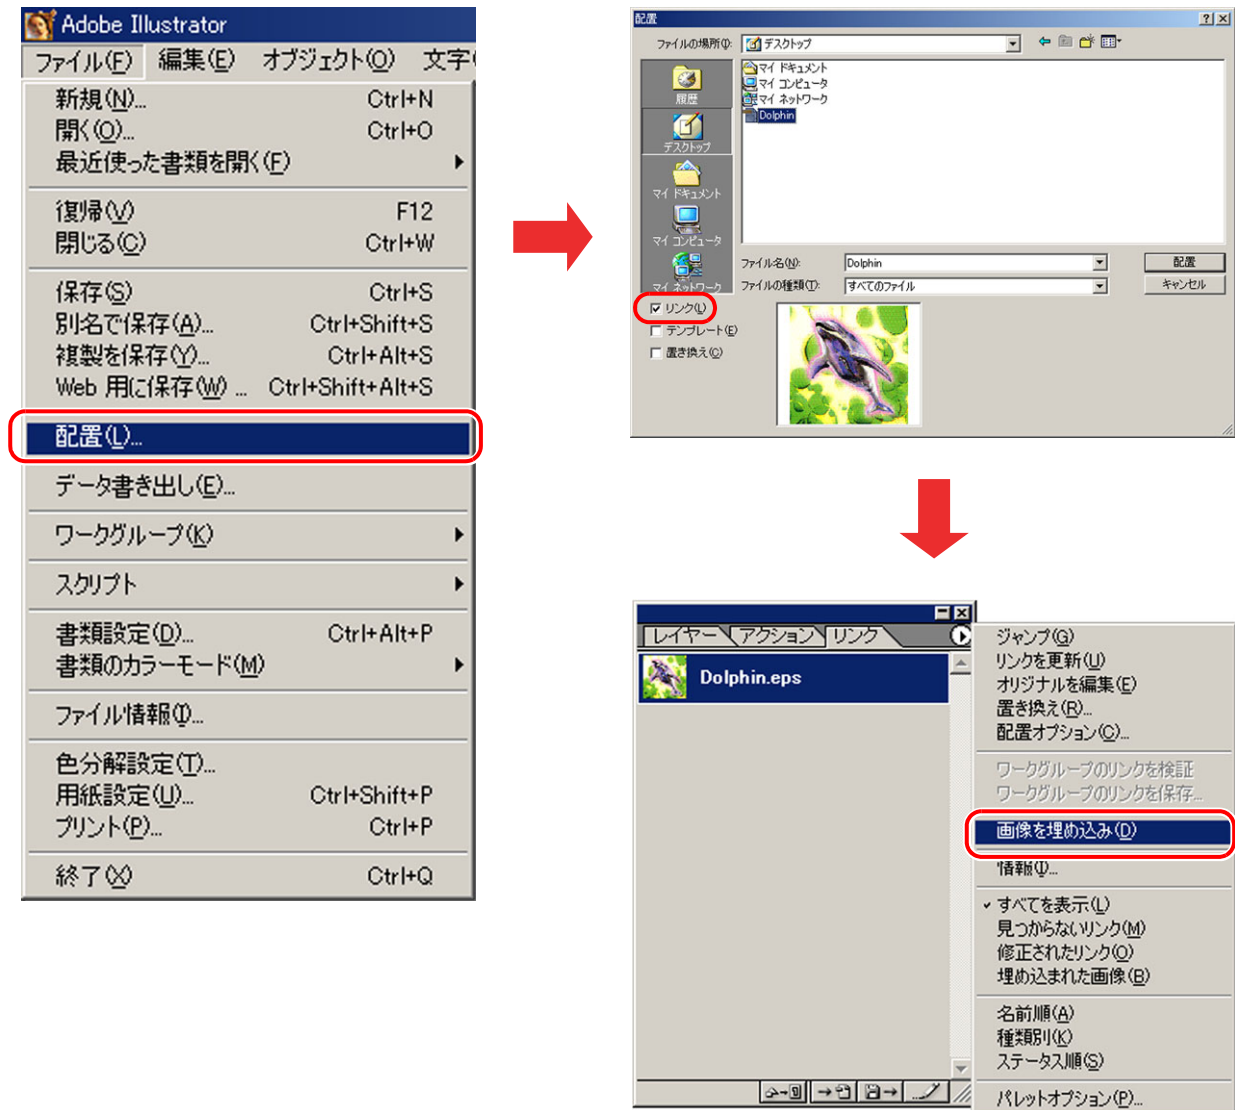 Adobe Illustrator
ファイル(F) 編集(E) オブジェクト(O) 文字(
新規(N)... Ctrl+N
開く(O)... Ctrl+O
最近使った書類を開く(F)
復帰(V) F12
閉じる(C) Ctrl+W
保存(S) Ctrl+S
別名で保存(A)... Ctrl+Shift+S
複製を保存(Y)... Ctrl+Alt+S
Web 用に保存(W) ... Ctrl+Shift+Alt+S
配置(L)...
データ書き出し(E)...
ワークグループ(K)
スクリプト
書類設定(D)... Ctrl+Alt+P
書類のカラーモード(M)
ファイル情報(I)...
色分解設定(T)...
用紙設定(U)... Ctrl+Shift+P
プリント(P)... Ctrl+P
終了(X) Ctrl+Q
配置
ファイルの場所(I): デスクトップ
履歴
デスクトップ
マイ ドキュメント
マイ コンピュータ
マイ ネットワーク
マイ ドキュメント
マイ コンピュータ
マイ ネットワーク
Dolphin
ファイル名(N): Dolphin 配置
ファイルの種類(T): すべてのファイル キャンセル
リンク(L)
テンプレート(E)
置き換え(C)
レイヤー アクション リンク
Dolphin.eps
ジャンプ(G)
リンクを更新(U)
オリジナルを編集(E)
置き換え(R)...
配置オプション(C)...
ワークグループのリンクを検証
ワークグループのリンクを保存...
画像を埋め込み(D)
情報(I)...
すべてを表示(L)
見つからないリンク(M)
修正されたリンク(O)
埋め込まれた画像(B)
名前順(A)
種類別(K)
ステータス順(S)
パレットオプション(P)...